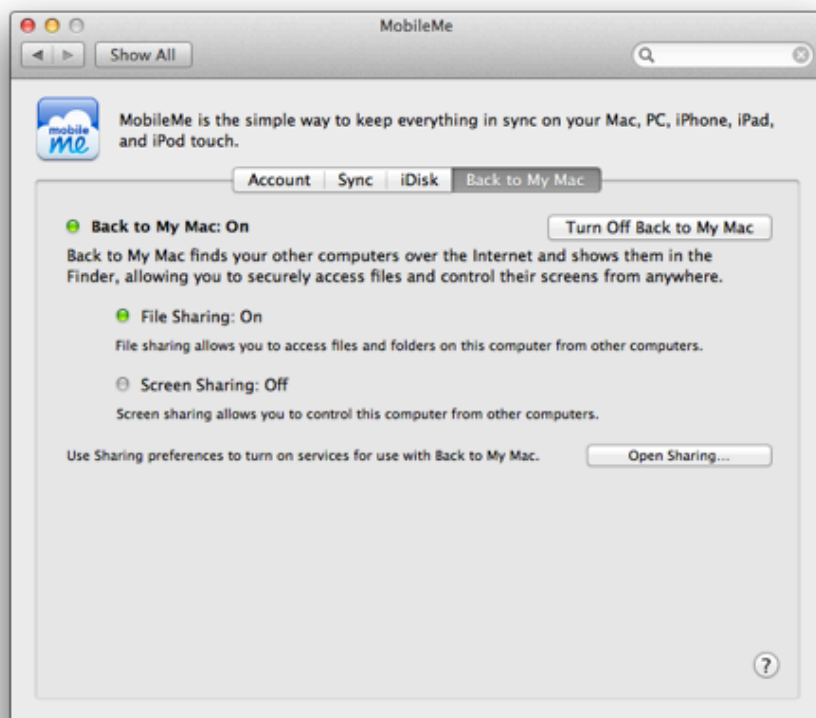 MobileMe
Show All
mobile
me
MobileMe is the simple way to keep everything in sync on your Mac, PC, iPhone, iPad,
and iPod touch.
Account Sync iDisk Back to My Mac
Back to My Mac: On Turn Off Back to My Mac
Back to My Mac finds your other computers over the Internet and shows them in the
Finder, allowing you to securely access files and control their screens from anywhere.
File Sharing: On
File sharing allows you to access files and folders on this computer from other computers.
Screen Sharing: Off
Screen sharing allows you to control this computer from other computers.
Use Sharing preferences to turn on services for use with Back to My Mac. Open Sharing...
?